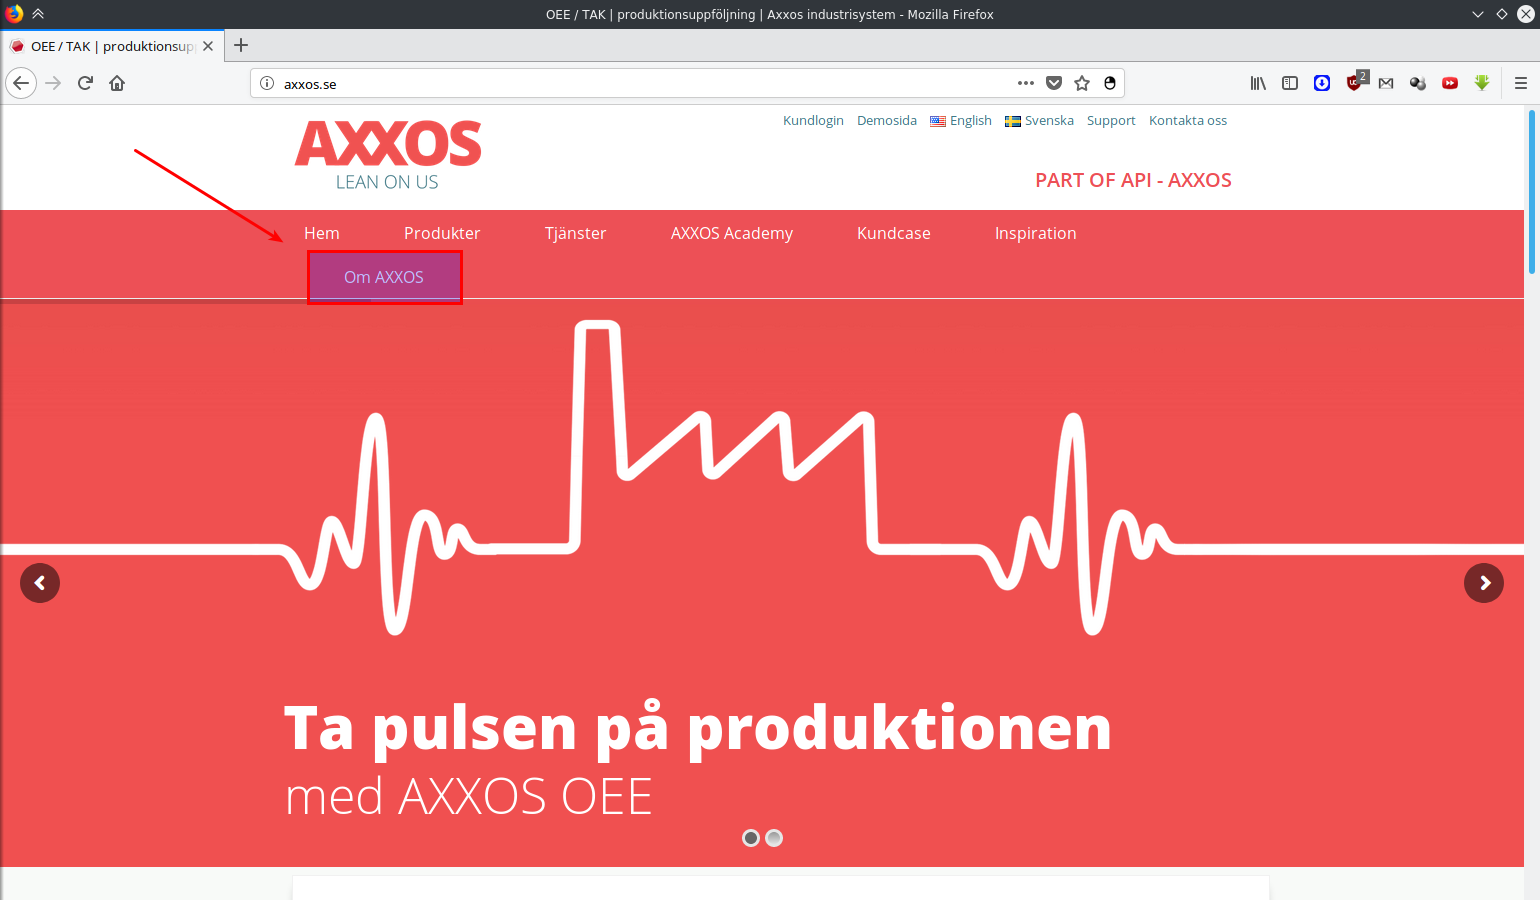 OEE / TAK | produktionsuppföljning | Axxos industrisystem - Mozilla Firefox
OEE / TAK | produktionsup
axxos.se
2
Kundlogin Demosida English Svenska Support Kontakta oss
AXXOS
LEAN ON US
PART OF API - AXXOS
Hem Produkter Tjänster AXXOS Academy Kundcase Inspiration
Om AXXOS
Ta pulsen på produktionen
med AXXOS OEE